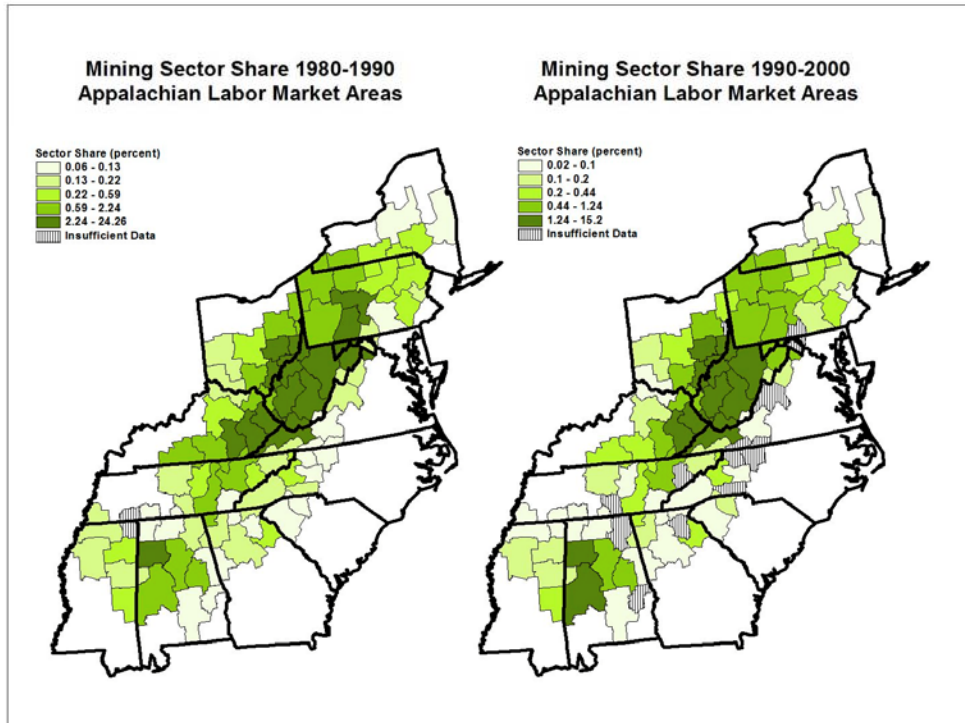 Mining Sector Share 1980-1990
Appalachian Labor Market Areas
Sector Share (percent)
0.06 - 0.13
0.13 - 0.22
0.22 - 0.59
0.59 - 2.24
2.24 - 24.26
Insufficient Data
Mining Sector Share 1990-2000
Appalachian Labor Market Areas
Sector Share (percent)
0.02 - 0.1
0.1 - 0.2
0.2 - 0.44
0.44 - 1.24
1.24 - 15.2
Insufficient Data